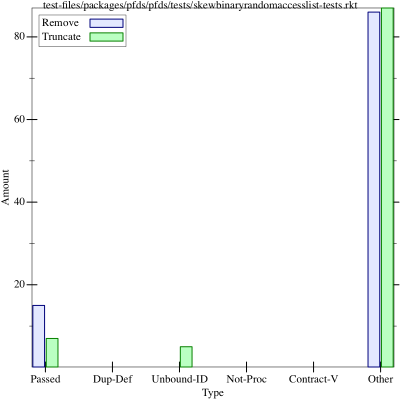 test-files/packages/pfds/pfds/tests/skewbinaryrandomaccesslist-tests.rkt
Remove
Truncate
80
60
40
20
Amount
Passed Dup-Def Unbound-ID Not-Proc Contract-V Other
Type